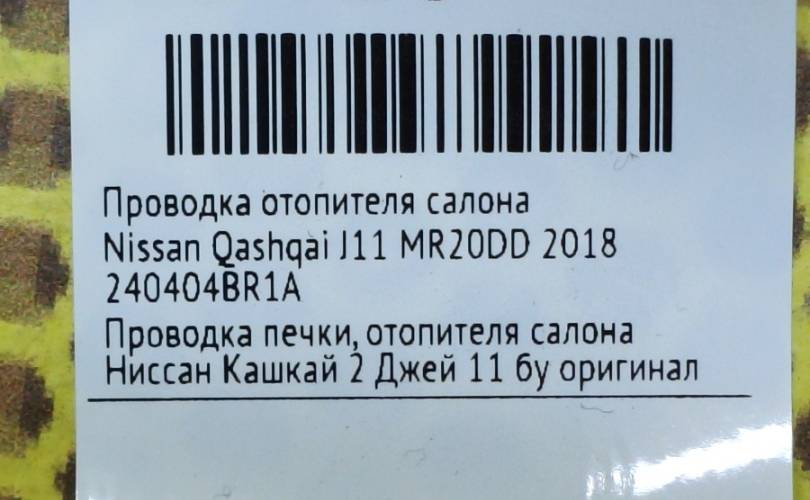 Проводка отопителя салона
Nissan Qashqai J11 MR20DD 2018
240404BR1A
Проводка печки, отопителя салона
Ниссан Кашкай 2 Джей 11 бу оригинал